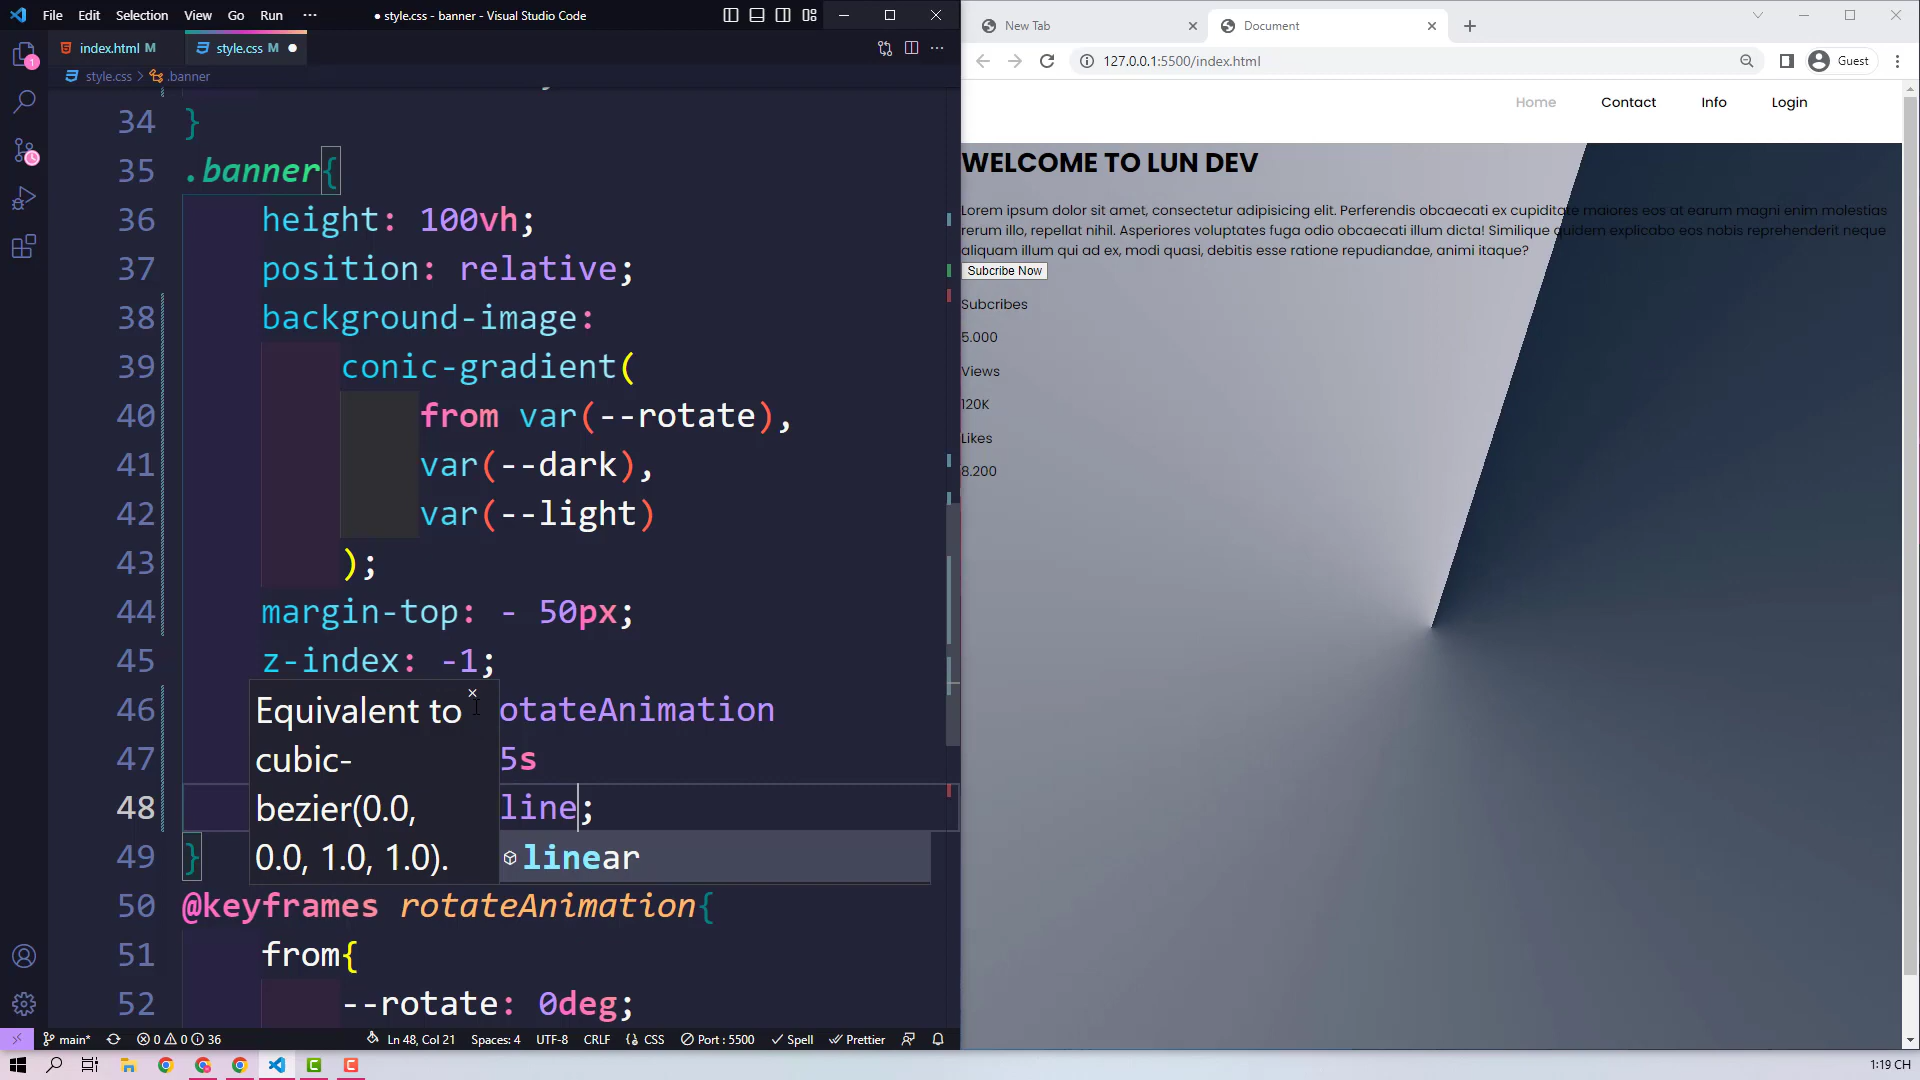 File Edit Selection View Go Run ··· ● style.css - banner - Visual Studio Code
index.html M style.css M ●
style.css > .banner
34 }
35 .banner{
36 height: 100vh;
37 position: relative;
38 background-image:
39 conic-gradient(
40 from var(--rotate),
41 var(--dark),
42 var(--light)
43 );
44 margin-top: - 50px;
45 z-index: -1;
46 otateAnimation
47 5s
48 line;
49 }
Equivalent to
cubic-
bezier(0.0,
0.0, 1.0, 1.0).
linear
50 @keyframes rotateAnimation{
51 from{
52 --rotate: 0deg;
main* 0 0 36 Ln 48, Col 21 Spaces: 4 UTF-8 CRLF {} CSS Port : 5500 Spell Prettier
New Tab Document
127.0.0.1:5500/index.html Guest
Home Contact Info Login
WELCOME TO LUN DEV
Lorem ipsum dolor sit amet, consectetur adipisicing elit. Perferendis obcaecati ex cupiditate maiores eos at earum magni enim molestias
rerum illo, repellat nihil. Asperiores voluptates fuga odio obcaecati illum dicta! Similique quidem explicabo eos nobis reprehenderit neque
aliquam illum qui ad ex, modi quasi, debitis esse ratione repudiandae, animi itaque?
Subcribe Now
Subcribes
5.000
Views
120K
Likes
8.200
1:19 CH